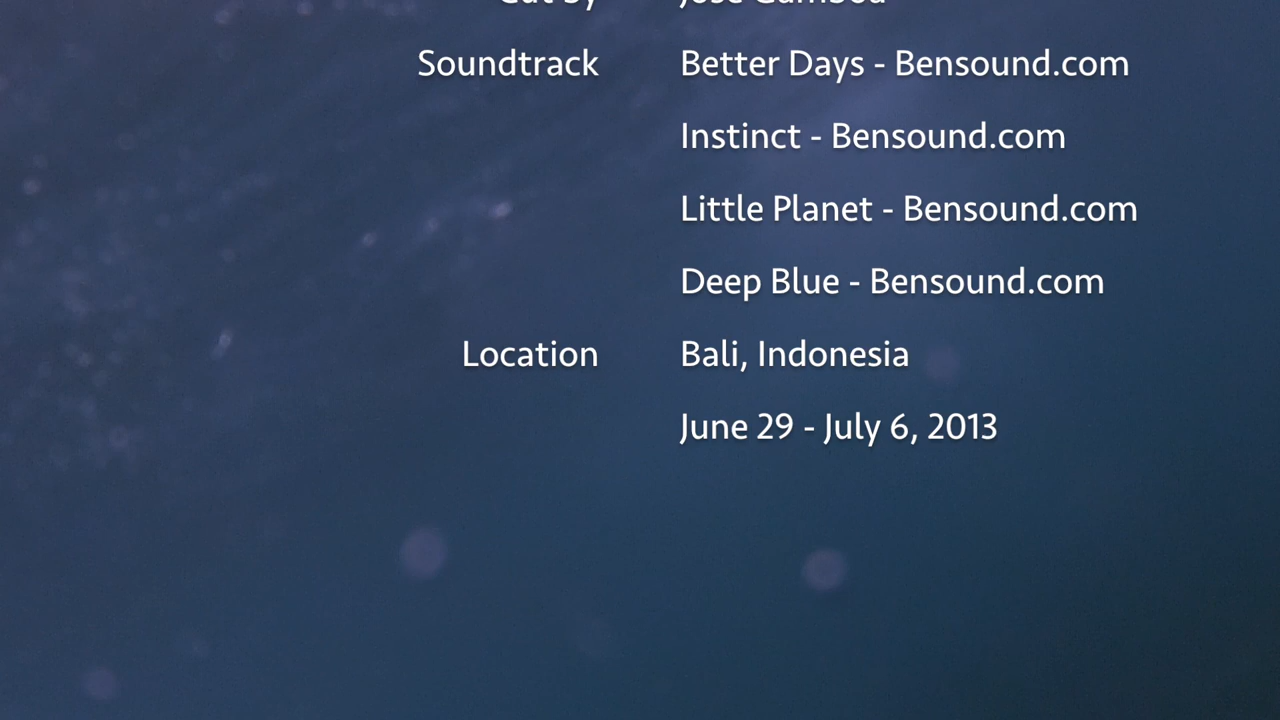 Soundtrack Better Days - Bensound.com
Instinct - Bensound.com
Little Planet - Bensound.com
Deep Blue - Bensound.com
Location Bali, Indonesia
June 29 - July 6, 2013